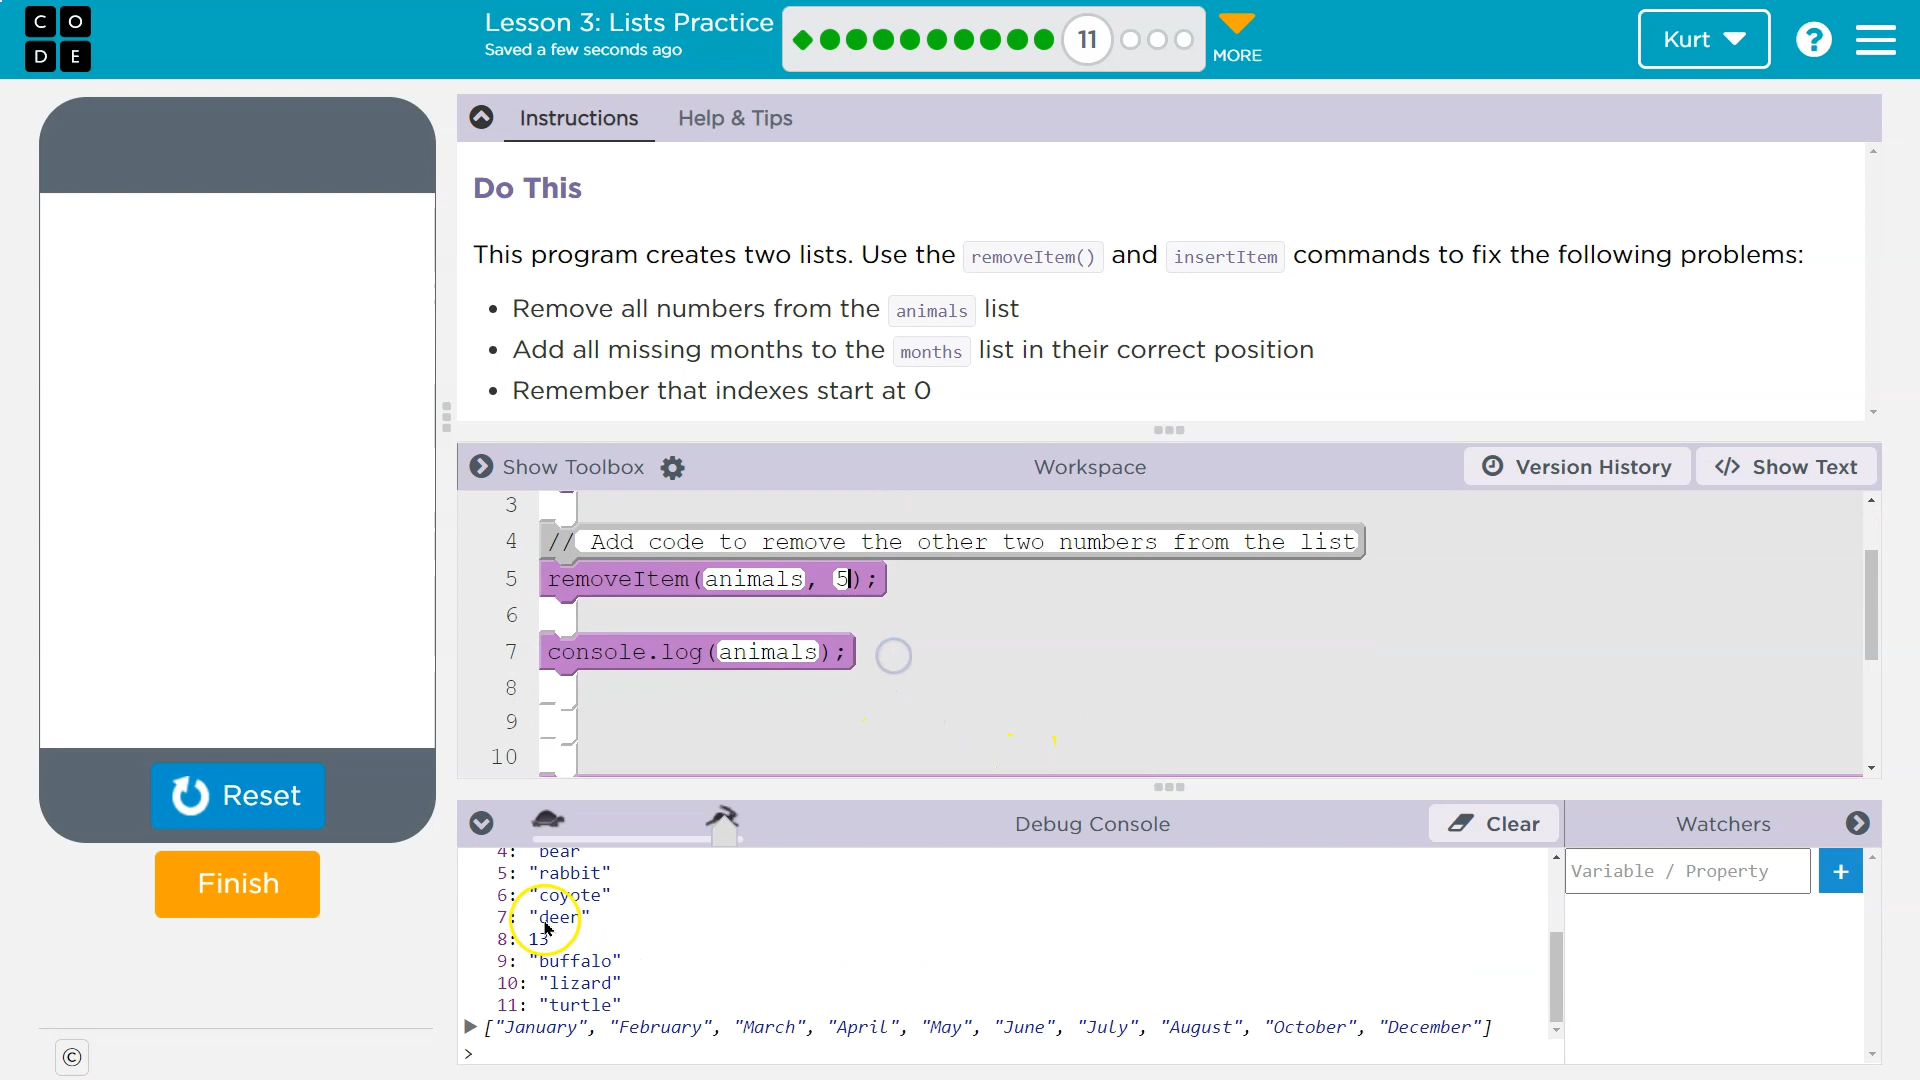 C O
D E
Lesson 3: Lists Practice
Saved a few seconds ago
11
MORE
Kurt
?
Instructions
Help & Tips
Do This
This program creates two lists. Use the removeItem() and insertItem commands to fix the following problems:
• Remove all numbers from the animals list
• Add all missing months to the months list in their correct position
• Remember that indexes start at 0
Show Toolbox
Workspace
Version History
</> Show Text
3
4 // Add code to remove the other two numbers from the list
5 removeItem(animals, 5);
6
7 console.log(animals);
8
9
10
Reset
Finish
Debug Console
Clear
Watchers
4: "bear"
5: "rabbit"
6: "coyote"
7: "deer"
8: 13
9: "buffalo"
10: "lizard"
11: "turtle"
["January", "February", "March", "April", "May", "June", "July", "August", "October", "December"]
>
Variable / Property
+
©